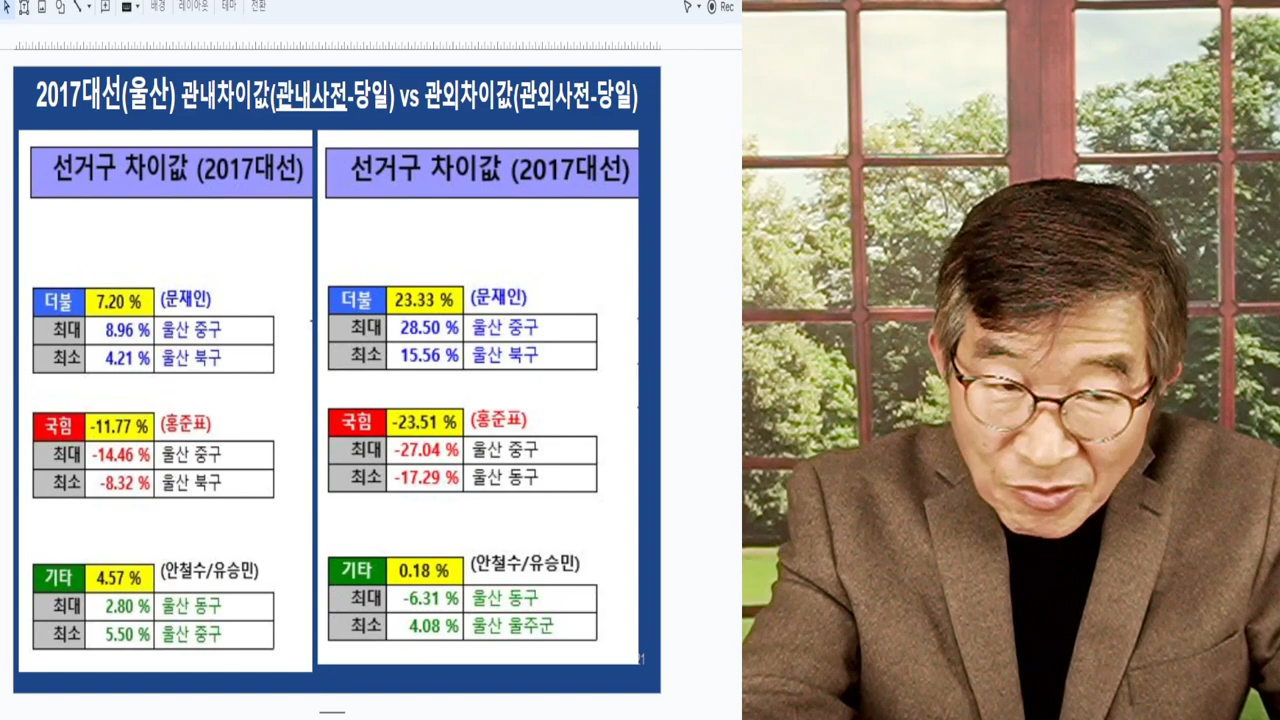 배경 레이아웃 테마 전환 Rec
2017대선(울산) 관내차이값(관내사전-당일) vs 관외차이값(관외사전-당일)
선거구 차이값 (2017대선)
더불 7.20 % (문재인)
최대 8.96 % 울산 중구
최소 4.21 % 울산 북구
국힘 -11.77 % (홍준표)
최대 -14.46 % 울산 중구
최소 -8.32 % 울산 북구
기타 4.57 % (안철수/유승민)
최대 2.80 % 울산 동구
최소 5.50 % 울산 중구
선거구 차이값 (2017대선)
더불 23.33 % (문재인)
최대 28.50 % 울산 중구
최소 15.56 % 울산 북구
국힘 -23.51 % (홍준표)
최대 -27.04 % 울산 중구
최소 -17.29 % 울산 동구
기타 0.18 % (안철수/유승민)
최대 -6.31 % 울산 동구
최소 4.08 % 울산 울주군
21